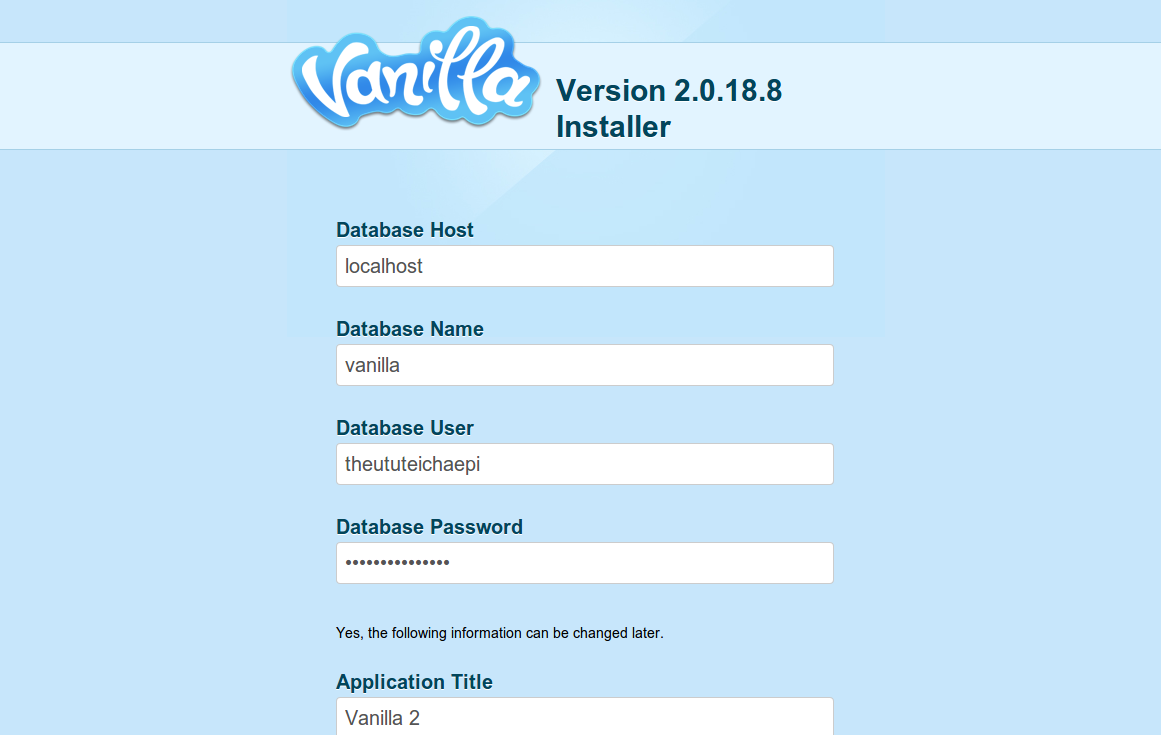 Vanilla
Version 2.0.18.8
Installer
Database Host
localhost
Database Name
vanilla
Database User
theututeichaepi
Database Password
•••••••••••••••
Yes, the following information can be changed later.
Application Title
Vanilla 2